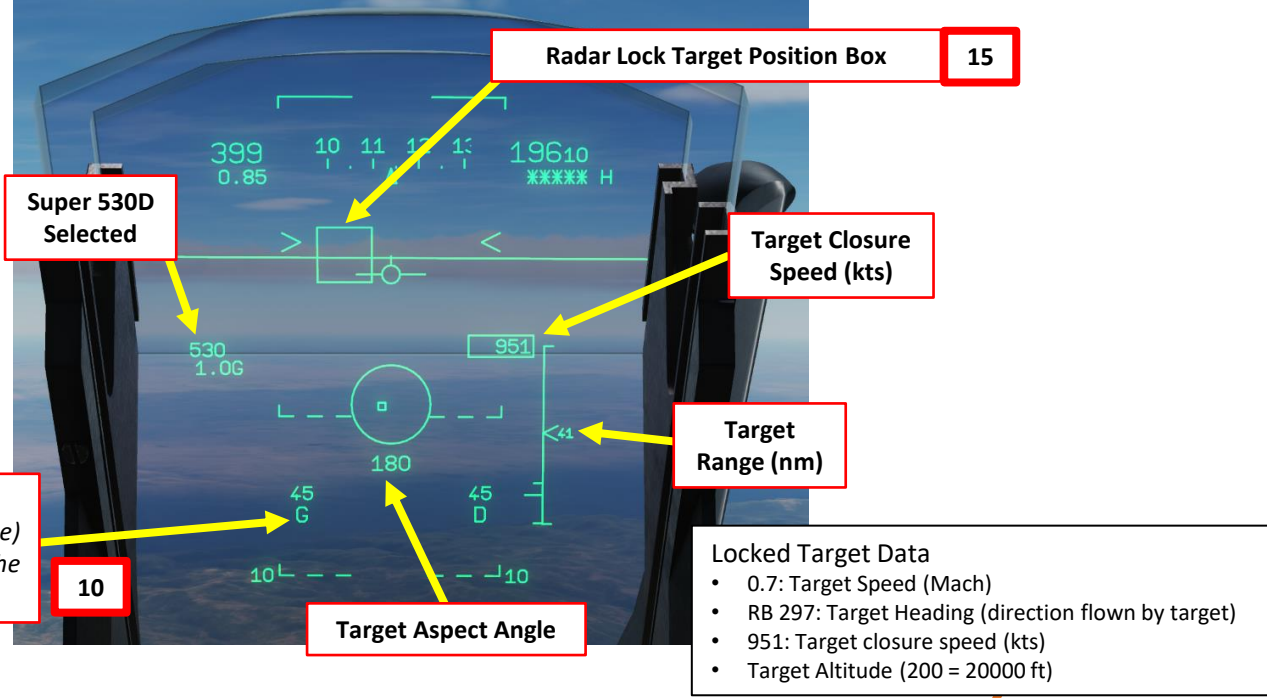 Radar Lock Target Position Box
15
399
10 11 12 13
19610
0.85
***** H
Super 530D
Selected
Target Closure
Speed (kts)
530
951
1.0G
Target
Range (nm)
<41
180
45
45
G
D
e)
he
10
10
10
Target Aspect Angle
Locked Target Data
• 0.7: Target Speed (Mach)
• RB 297: Target Heading (direction flown by target)
• 951: Target closure speed (kts)
• Target Altitude (200 = 20000 ft)